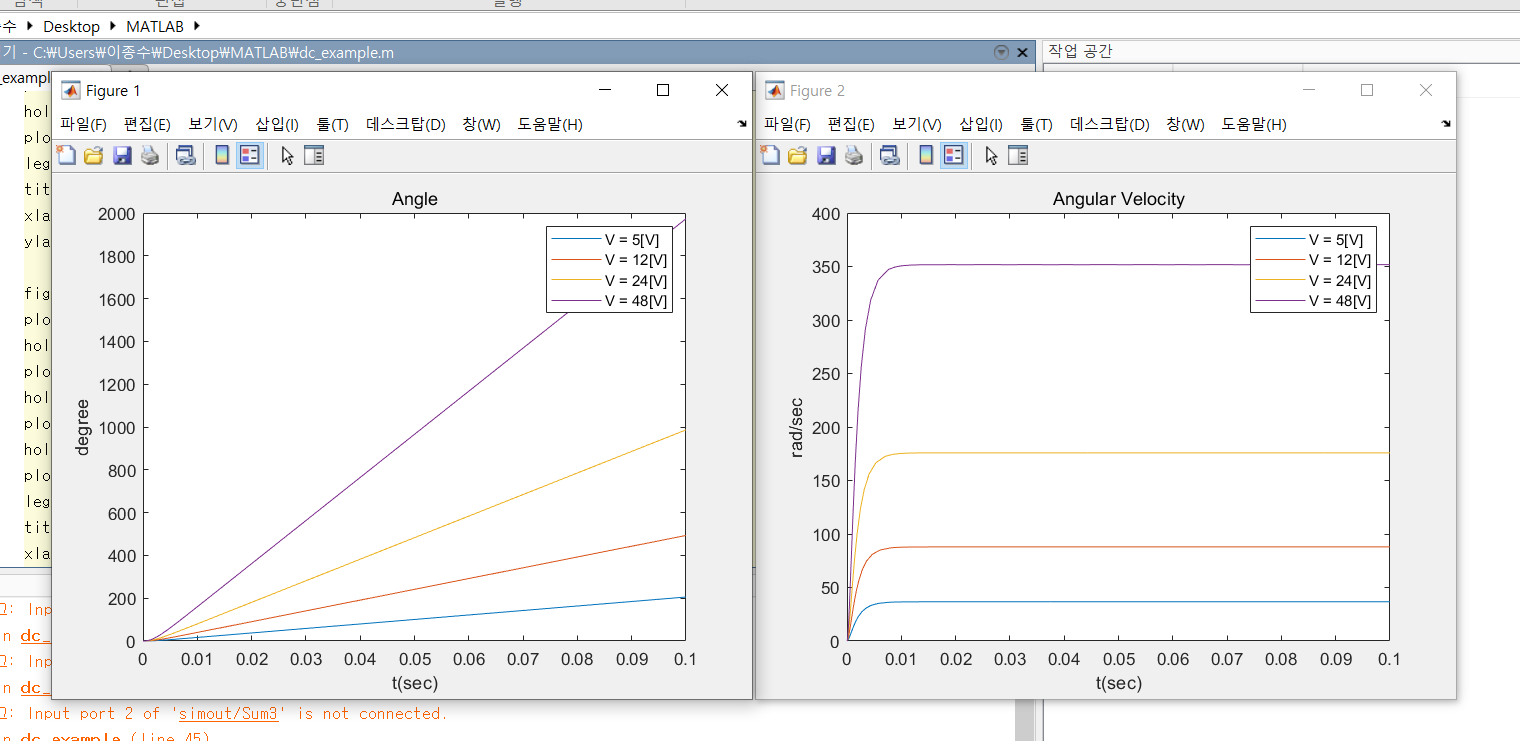 수 ▸ Desktop ▸ MATLAB ▸
기 - C:₩Users₩이종수₩Desktop₩MATLAB₩dc_example.m
작업 공간
_exampl
hol
plo
leg
tit
xla
yla
fig
plo
hol
plo
hol
plo
hol
plo
leg
tit
xla
Figure 1
파일(F) 편집(E) 보기(V) 삽입(I) 툴(T) 데스크탑(D) 창(W) 도움말(H)
Angle
2000
1800
1600
1400
1200
1000
800
600
400
200
0
degree
V = 5[V]
V = 12[V]
V = 24[V]
V = 48[V]
0 0.01 0.02 0.03 0.04 0.05 0.06 0.07 0.08 0.09 0.1
t(sec)
Figure 2
파일(F) 편집(E) 보기(V) 삽입(I) 툴(T) 데스크탑(D) 창(W) 도움말(H)
Angular Velocity
400
350
300
250
200
150
100
50
0
rad/sec
V = 5[V]
V = 12[V]
V = 24[V]
V = 48[V]
0 0.01 0.02 0.03 0.04 0.05 0.06 0.07 0.08 0.09 0.1
t(sec)
: Inp
n dc_
: Inp
n dc_
: Input port 2 of 'simout/Sum3' is not connected.
n dc_example (line 45)